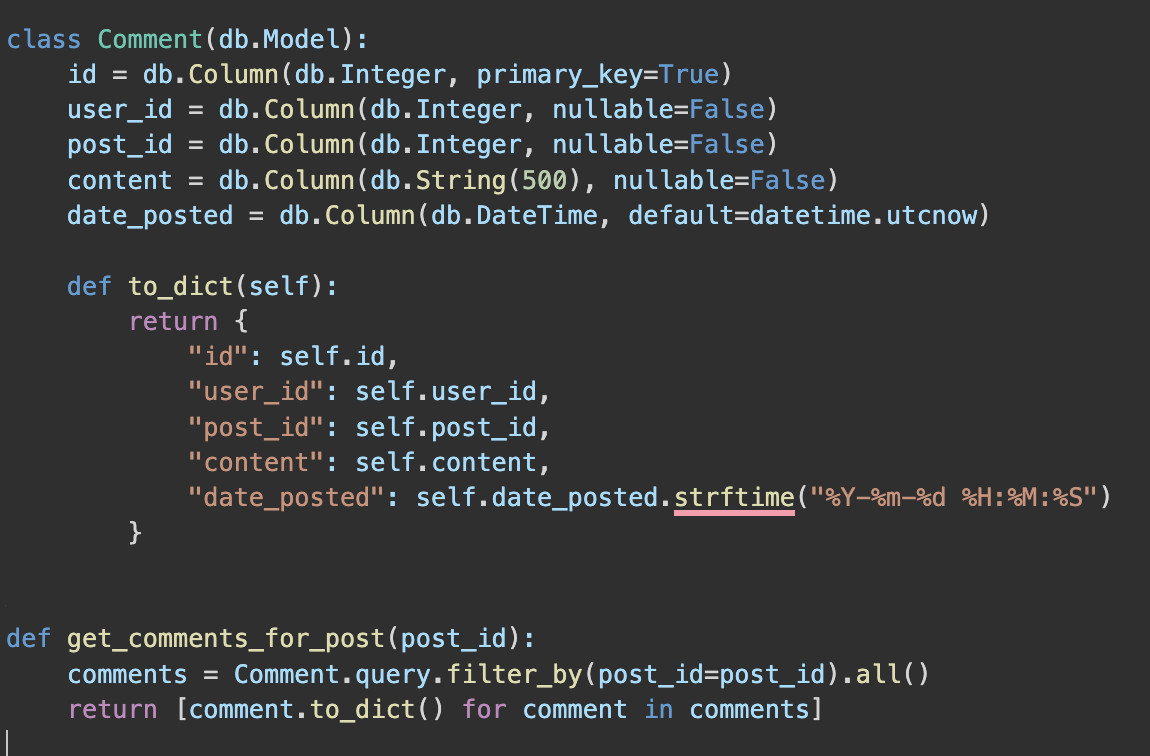 class Comment(db.Model):
    id = db.Column(db.Integer, primary_key=True)
    user_id = db.Column(db.Integer, nullable=False)
    post_id = db.Column(db.Integer, nullable=False)
    content = db.Column(db.String(500), nullable=False)
    date_posted = db.Column(db.DateTime, default=datetime.utcnow)

    def to_dict(self):
        return {
            "id": self.id,
            "user_id": self.user_id,
            "post_id": self.post_id,
            "content": self.content,
            "date_posted": self.date_posted.strftime("%Y-%m-%d %H:%M:%S")
        }


def get_comments_for_post(post_id):
    comments = Comment.query.filter_by(post_id=post_id).all()
    return [comment.to_dict() for comment in comments]